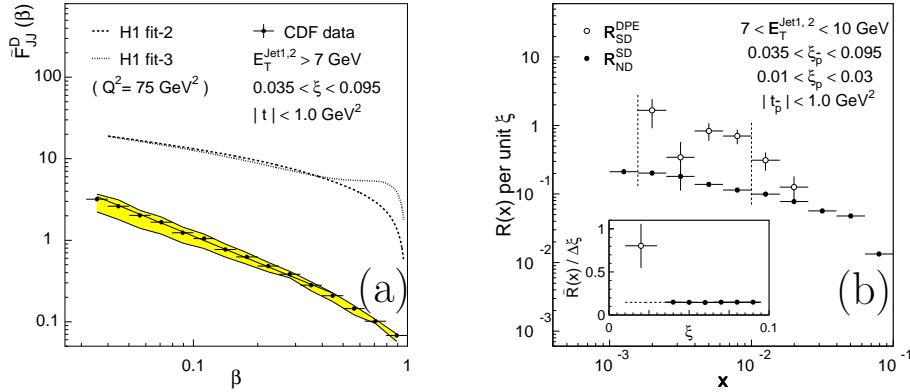 F̃ᴰ_JJ (β)
H1 fit-2
H1 fit-3
( Q² = 75 GeV² )
CDF data
E_T^Jet1,2 > 7 GeV
0.035 < ξ < 0.095
| t | < 1.0 GeV²
100
10
1
0.1
(a)
0.1
1
β
R(x) per unit ξ
R_SD^DPE
R_ND^SD
7 < E_T^Jet1, 2 < 10 GeV
0.035 < ξ_p̄ < 0.095
0.01 < ξ_p < 0.03
| t_p̄ | < 1.0 GeV²
10
1
10⁻¹
10⁻²
10⁻³
R̃(x) / Δξ
1
0.5
0
0
0.1
ξ
(b)
10⁻³
10⁻²
10⁻¹
x